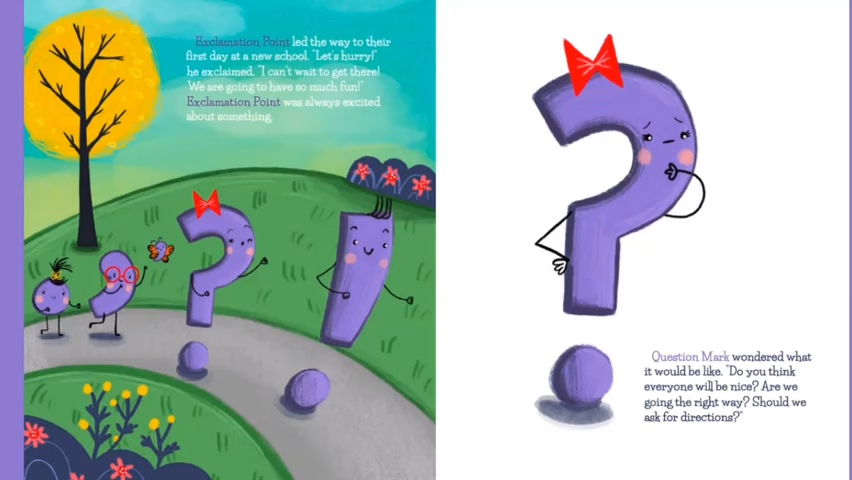 Exclamation Point led the way to their
first day at a new school. "Let's hurry!"
he exclaimed. "I can't wait to get there!
We are going to have so much fun!"
Exclamation Point was always excited
about something.
Question Mark wondered what
it would be like. "Do you think
everyone will be nice? Are we
going the right way? Should we
ask for directions?"